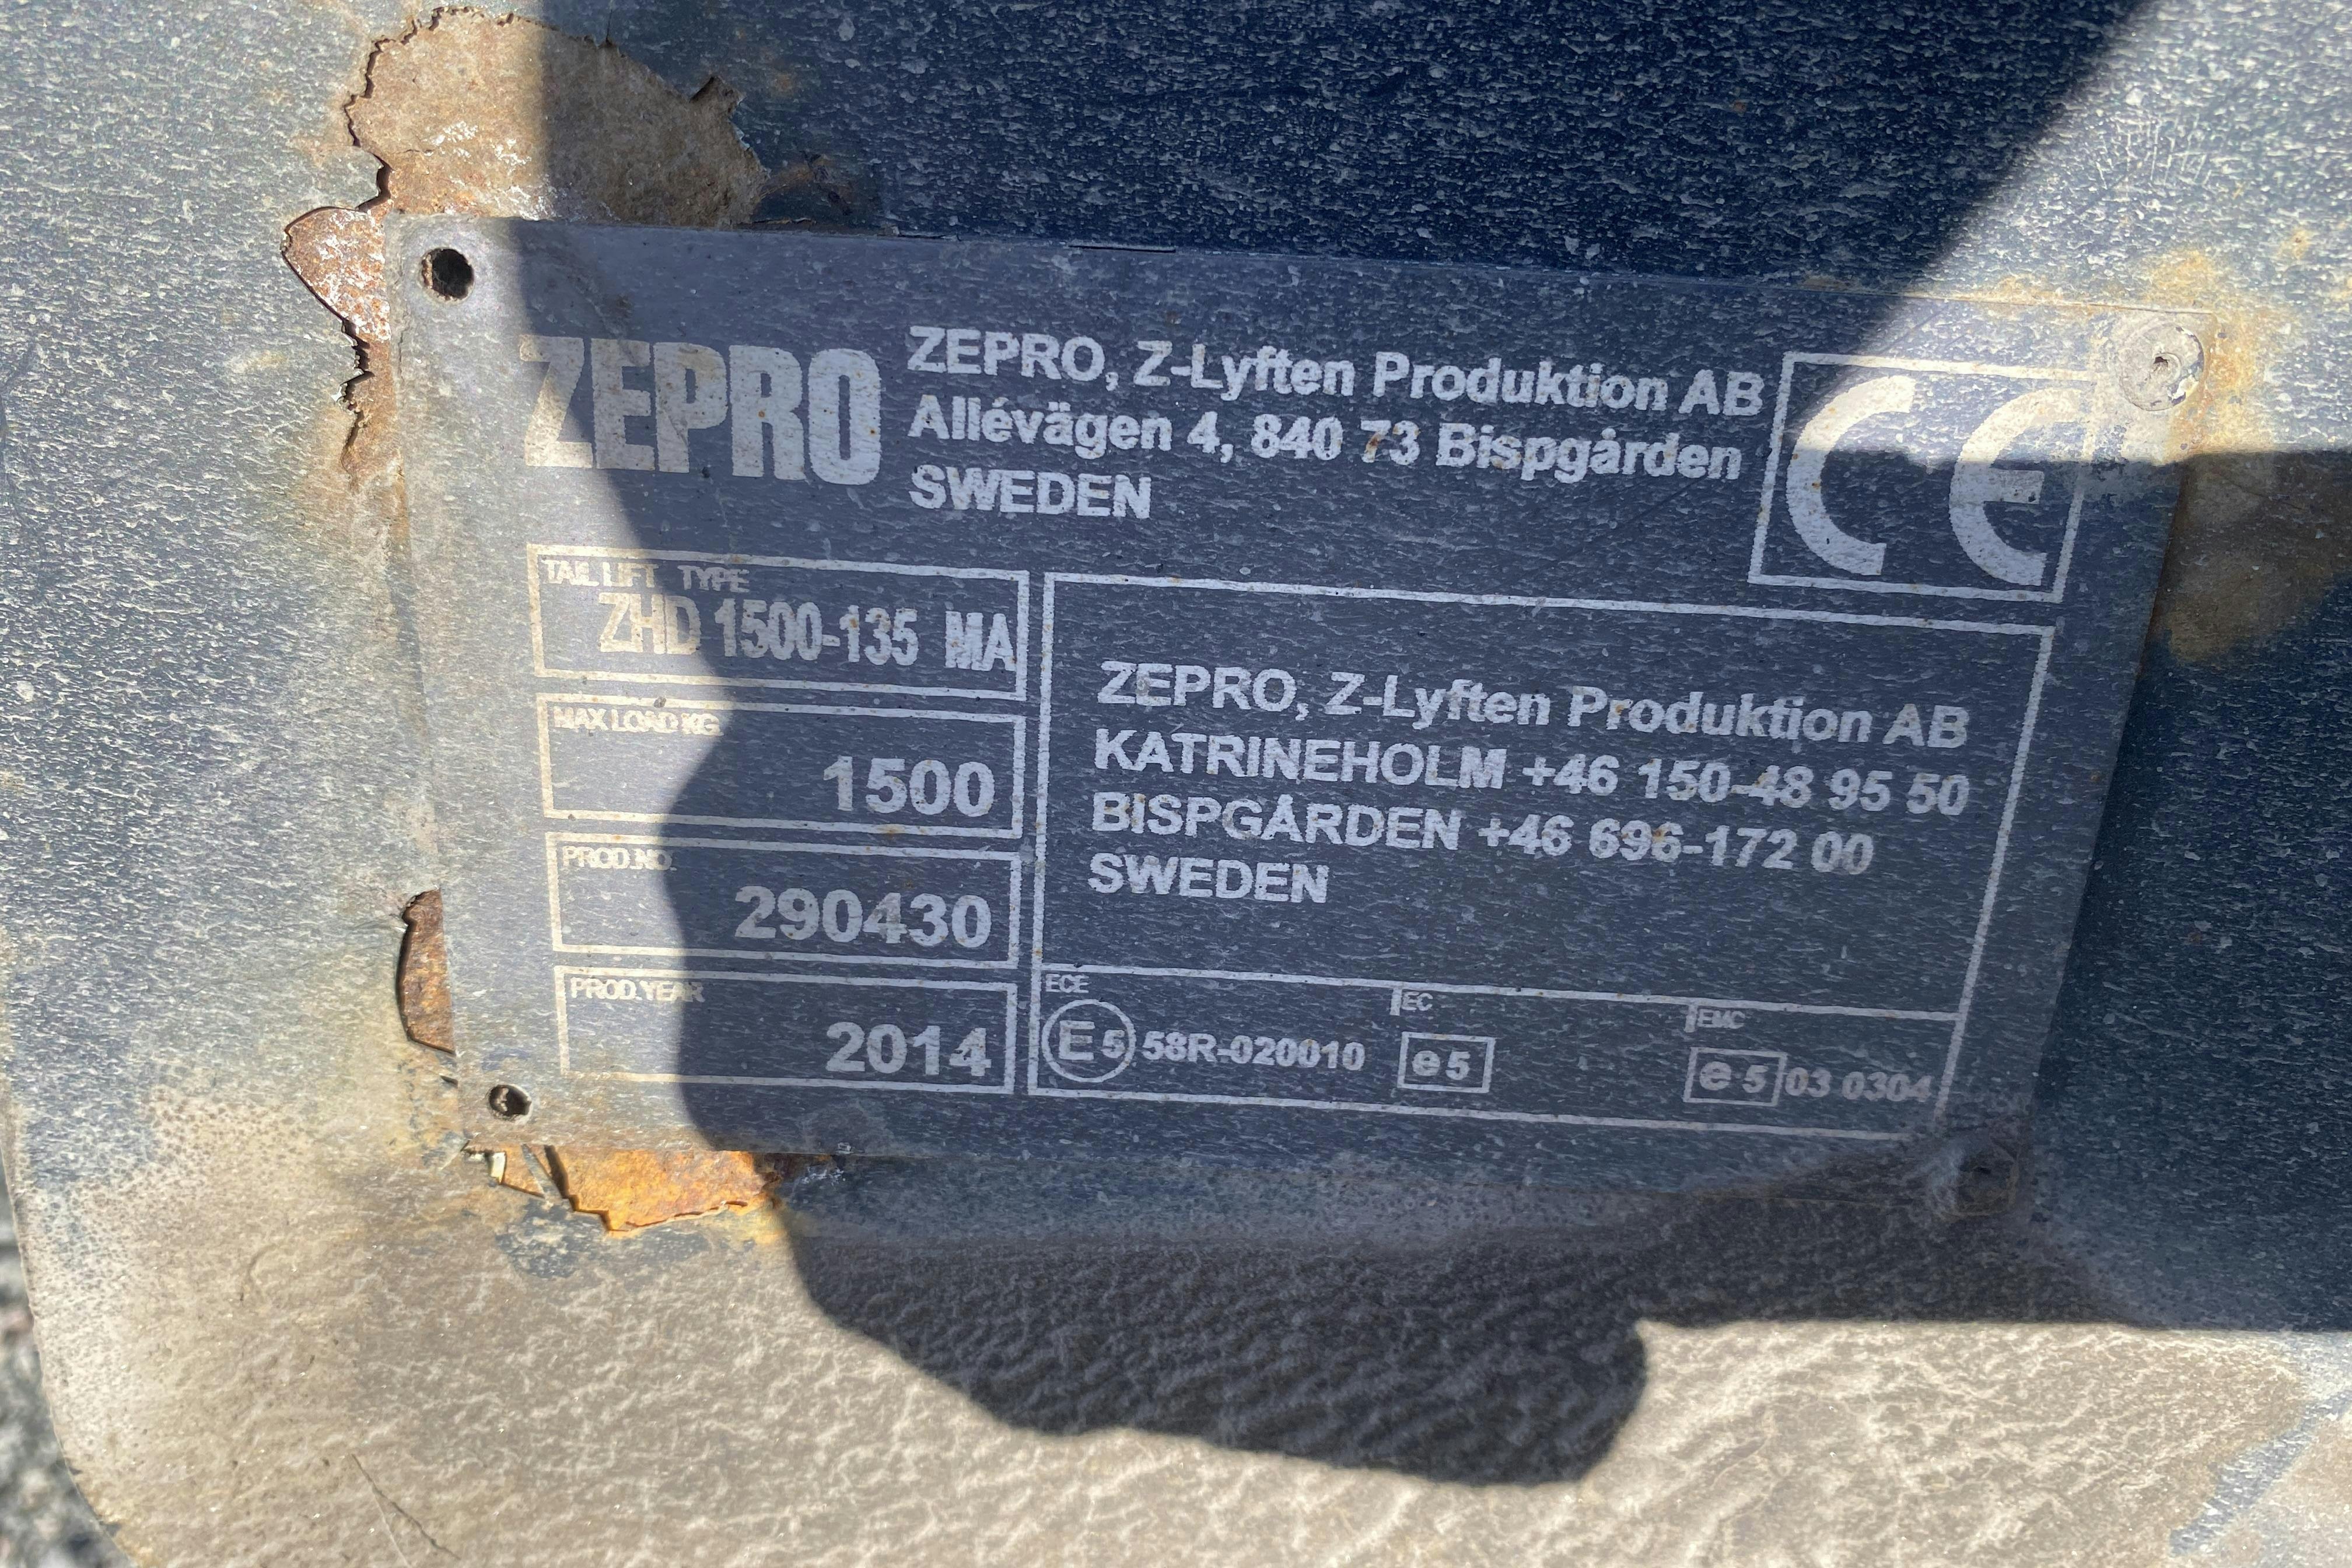 ZEPRO
ZEPRO, Z-Lyften Produktion AB
Allévägen 4, 840 73 Bispgården
SWEDEN
CE
TAIL LIFT TYPE
ZHD 1500-135 MA
MAX LOAD KG
1500
PROD.NO.
290430
PROD.YEAR
2014
ZEPRO, Z-Lyften Produktion AB
KATRINEHOLM +46 150-48 95 50
BISPGÅRDEN +46 696-172 00
SWEDEN
ECE
E5 58R-020010
EC
e5
EMC
e5 03 0304